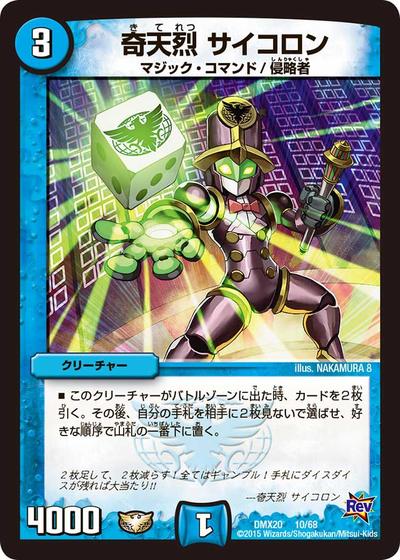 3
きてれつ
奇天烈 サイコロン
しんりゃくしゃ
マジック・コマンド / 侵略者
illus. NAKAMURA 8
クリーチャー
■ このクリーチャーがバトルゾーンに出た時、カードを2枚
引く。その後、自分の手札を相手に2枚見ないで選ばせ、好
きな順序で山札の一番下に置く。
2枚足して、2枚減らす!全てはギャンブル!手札にダイスダイ
スが残れば大当たり!!
---奇天烈 サイコロン
4000
1
Rev
DMX20 10/68
©2015 Wizards/Shogakukan/Mitsui-Kids